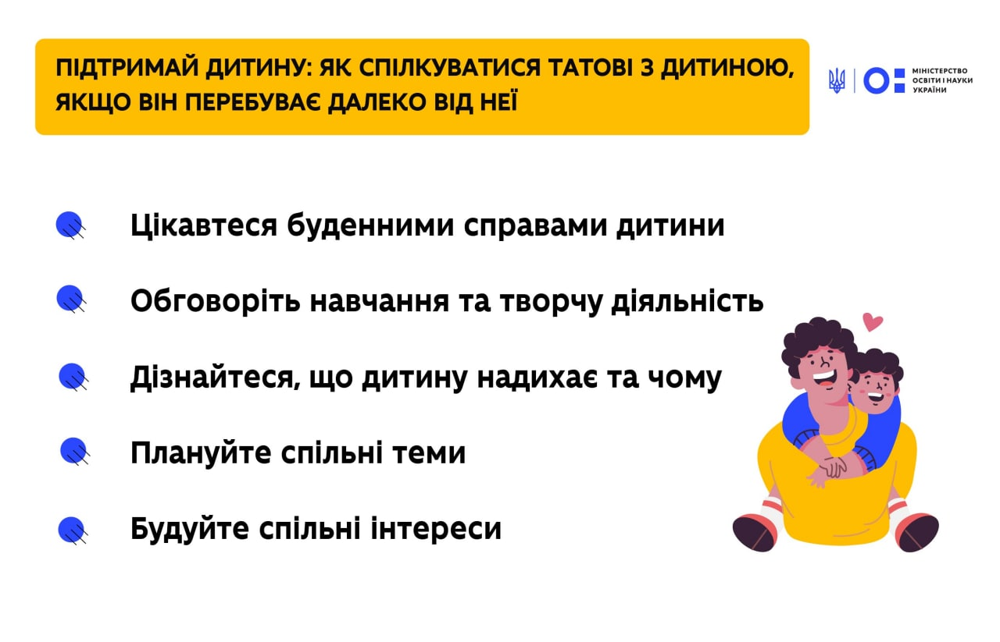 ПІДТРИМАЙ ДИТИНУ: ЯК СПІЛКУВАТИСЯ ТАТОВІ З ДИТИНОЮ,
ЯКЩО ВІН ПЕРЕБУВАЄ ДАЛЕКО ВІД НЕЇ
МІНІСТЕРСТВО
ОСВІТИ І НАУКИ
УКРАЇНИ
Цікавтеся буденними справами дитини
Обговоріть навчання та творчу діяльність
Дізнайтеся, що дитину надихає та чому
Плануйте спільні теми
Будуйте спільні інтереси